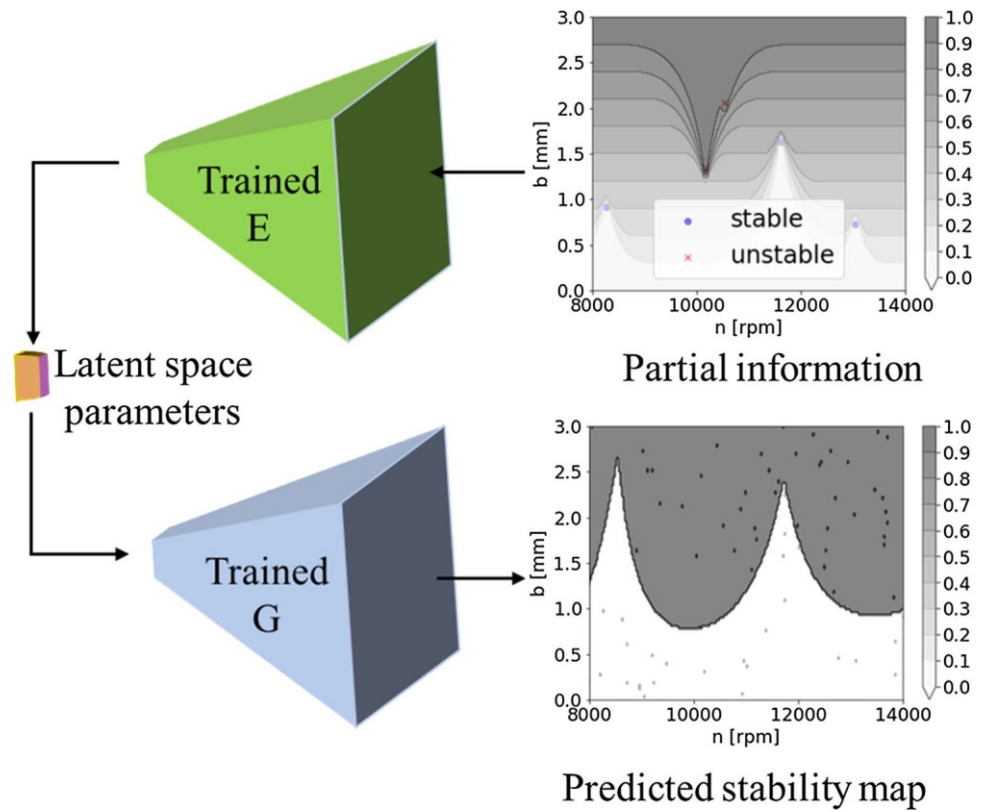 Trained
E
3.0
2.5
2.0
1.5
1.0
0.5
0.0
b [mm]
stable
unstable
8000 10000 12000 14000
n [rpm]
1.0
0.9
0.8
0.7
0.6
0.5
0.4
0.3
0.2
0.1
0.0
Partial information
Latent space
parameters
Trained
G
3.0
2.5
2.0
1.5
1.0
0.5
0.0
b [mm]
8000 10000 12000 14000
n [rpm]
1.0
0.9
0.8
0.7
0.6
0.5
0.4
0.3
0.2
0.1
0.0
Predicted stability map